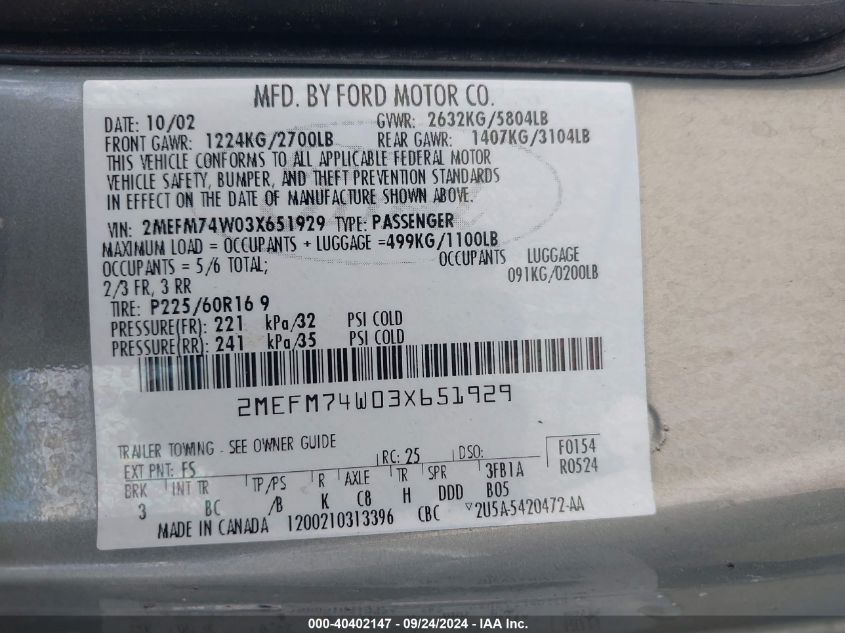 MFD. BY FORD MOTOR CO.
DATE: 10/02 GVWR: 2632KG/5804LB
FRONT GAWR: 1224KG/2700LB REAR GAWR: 1407KG/3104LB
THIS VEHICLE CONFORMS TO ALL APPLICABLE FEDERAL MOTOR
VEHICLE SAFETY, BUMPER, AND THEFT PREVENTION STANDARDS
IN EFFECT ON THE DATE OF MANUFACTURE SHOWN ABOVE.
VIN: 2MEFM74W03X651929 TYPE: PASSENGER
MAXIMUM LOAD = OCCUPANTS + LUGGAGE =499KG/1100LB
OCCUPANTS = 5/6 TOTAL; OCCUPANTS LUGGAGE
2/3 FR, 3 RR 091KG/0200LB
TIRE: P225/60R16 9
PRESSURE(FR): 221 kPa/32 PSI COLD
PRESSURE(RR): 241 kPa/35 PSI COLD
2MEFM74W03X651929
TRAILER TOWING - SEE OWNER GUIDE
EXT PNT: FS RC: 25 DSO: F0154
BRK INT TR TP/PS R AXLE TR SPR 3FB1A R0524
3 BC /B K C8 H DDD B05
MADE IN CANADA 1200210313396 CBC ▽2U5A-5420472-AA
000-40402147 - 09/24/2024 - IAA Inc.